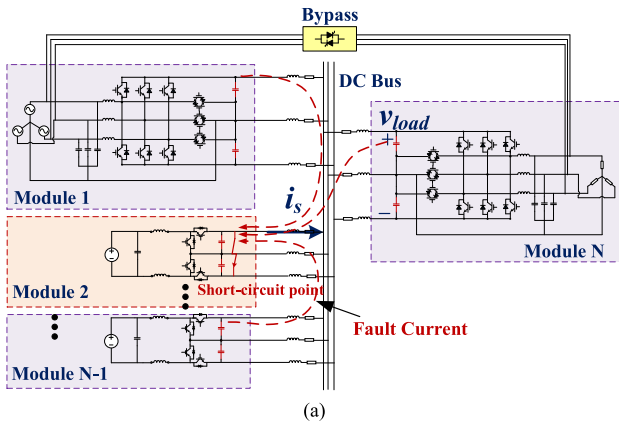 Bypass
DC Bus
Module 1
v_load
+
−
Module N
i_s
Module 2
Short-circuit point
Fault Current
Module N-1
(a)